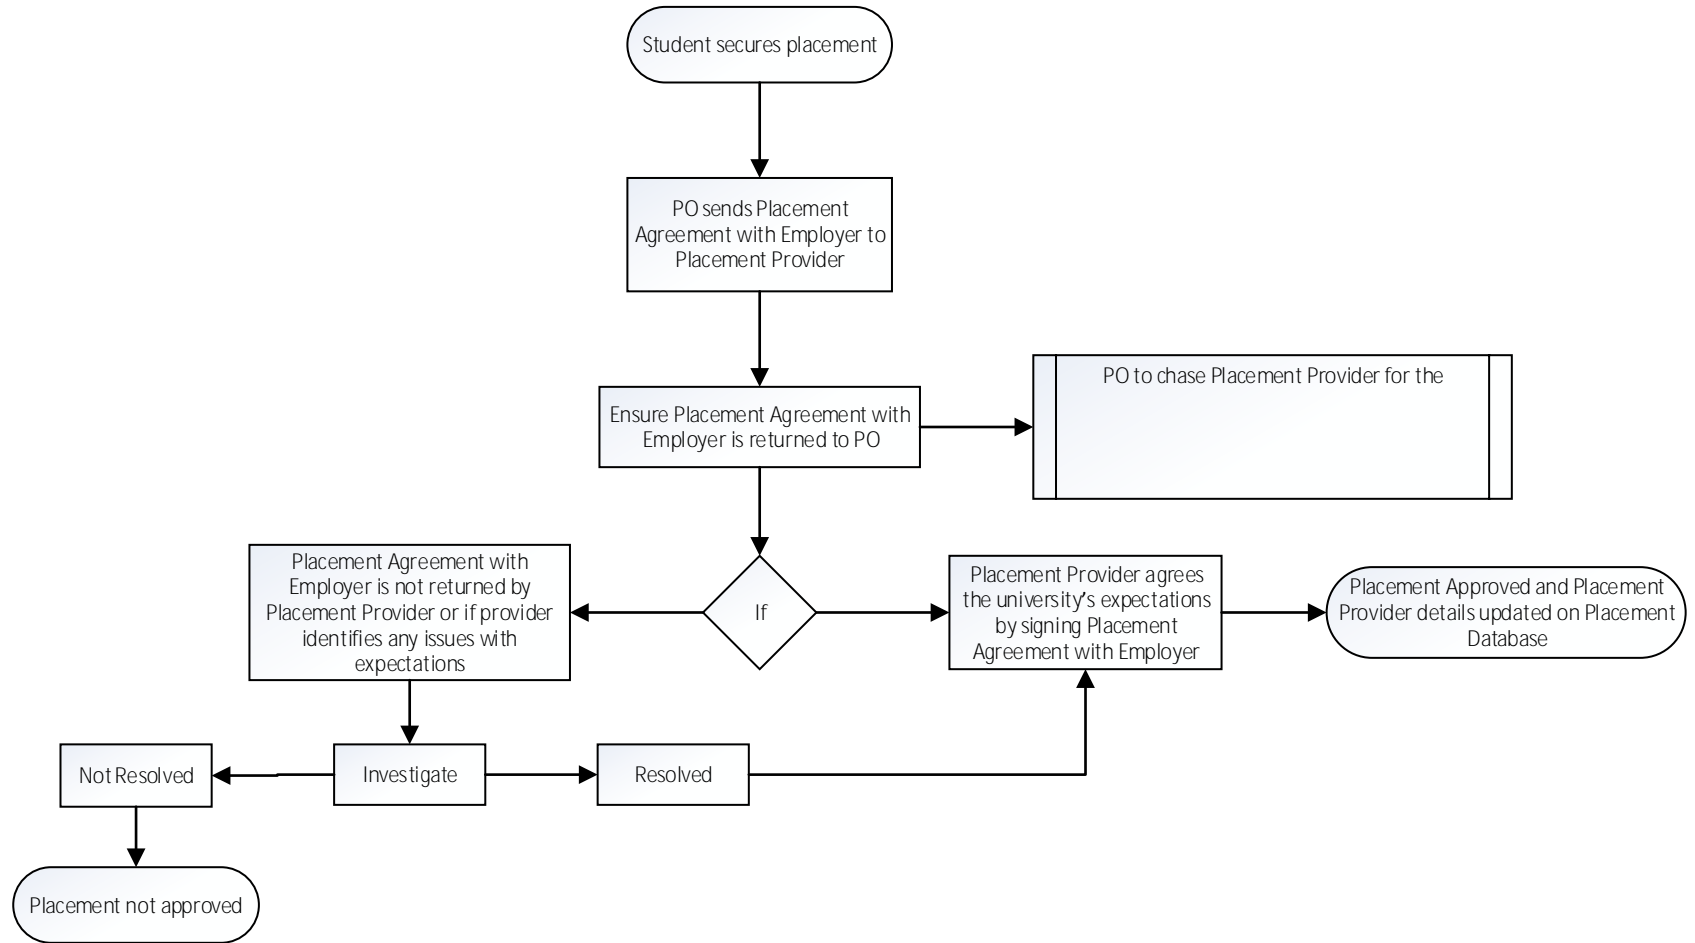 Student secures placement
PO sends Placement
Agreement with Employer to
Placement Provider
Ensure Placement Agreement with
Employer is returned to PO
PO to chase Placement Provider for the
If
Placement Agreement with
Employer is not returned by
Placement Provider or if provider
identifies any issues with
expectations
Placement Provider agrees
the university’s expectations
by signing Placement
Agreement with Employer
Placement Approved and Placement
Provider details updated on Placement
Database
Not Resolved
Investigate
Resolved
Placement not approved